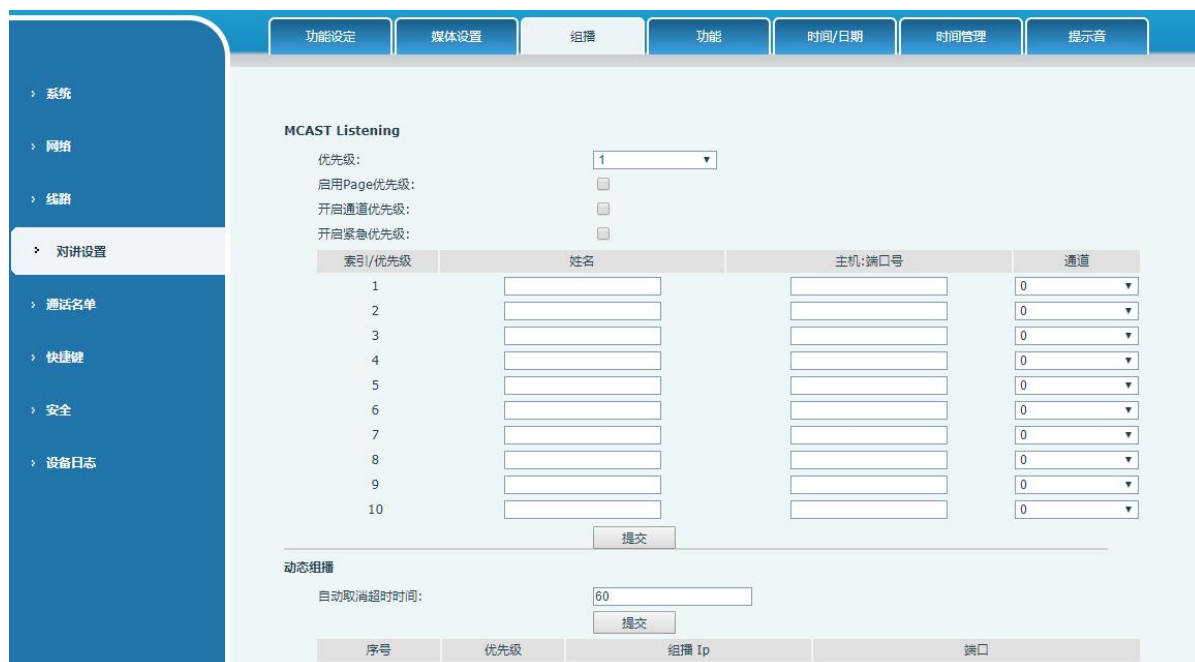 功能设定 媒体设置 组播 功能 时间/日期 时间管理 提示音
系统
网络
线路
对讲设置
通话名单
快捷键
安全
设备日志
MCAST Listening
优先级: 1
启用Page优先级:
开启通道优先级:
开启紧急优先级:
索引/优先级 姓名 主机:端口号 通道
1 0
2 0
3 0
4 0
5 0
6 0
7 0
8 0
9 0
10 0
提交
动态组播
自动取消超时时间: 60
提交
序号 优先级 组播 Ip 端口